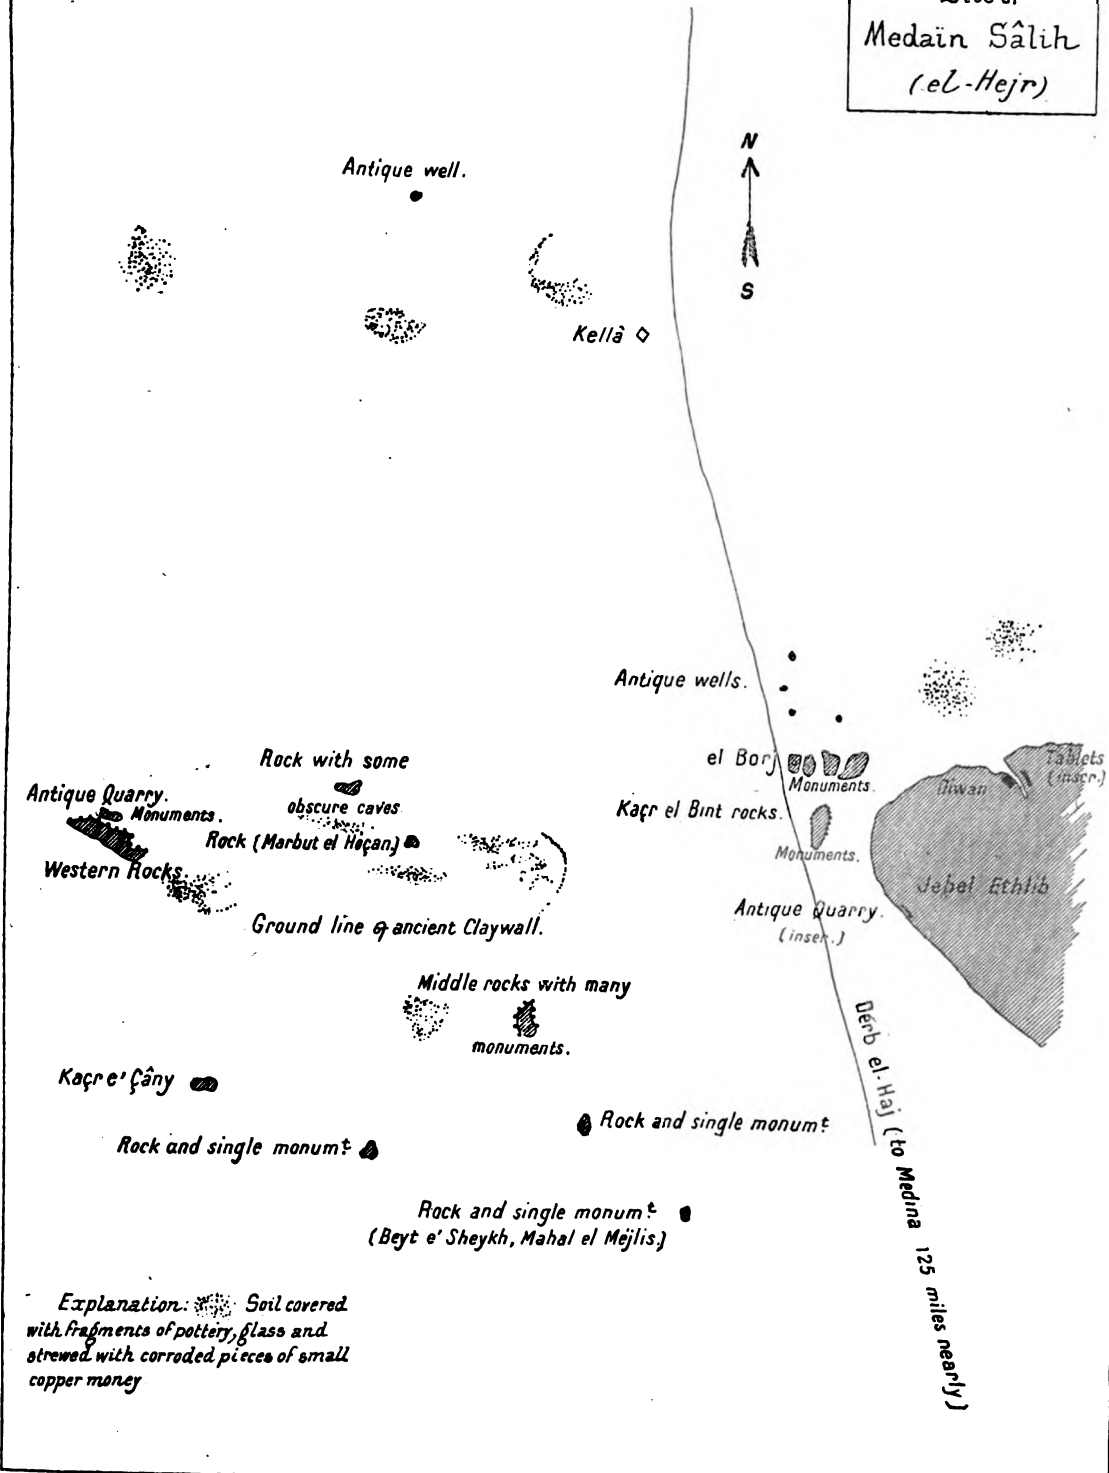 Medaïn Sâlih
(el-Hejr)
N
S
Antique well.
Kellâ
Antique wells.
el Borj
Monuments.
Tablets
(inscr.)
Diwan
Kaçr el Bint rocks.
Monuments.
Jebel Ethlib
Antique Quarry.
(inscr.)
Rock with some
obscure caves
Antique Quarry.
Monuments.
Rock (Marbut el Hoçan)
Western Rocks.
Ground line of ancient Claywall.
Middle rocks with many
monuments.
Kaçr e' Çâny
Rock and single monumt
Rock and single monumt
Rock and single monumt
(Beyt e' Sheykh, Mahal el Mejlis.)
Dérb el-Haj (to Medina 125 miles nearly)
Explanation: Soil covered
with fragments of pottery, glass and
strewed with corroded pieces of small
copper money